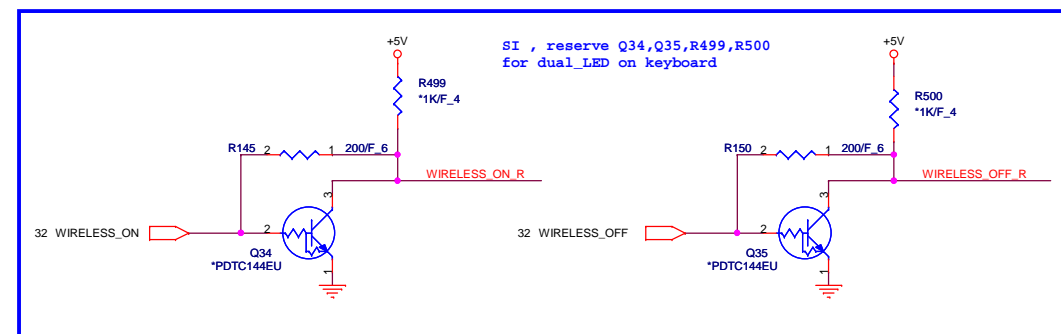 SI , reserve Q34,Q35,R499,R500
for dual_LED on keyboard
+5V
R499
*1K/F_4
R145 2 1 200/F_6
WIRELESS_ON_R
3
32 WIRELESS_ON
2
Q34
*PDTC144EU
1
+5V
R500
*1K/F_4
R150 2 1 200/F_6
WIRELESS_OFF_R
3
32 WIRELESS_OFF
2
Q35
*PDTC144EU
1